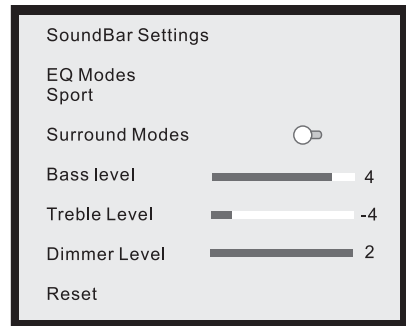 SoundBar Settings
EQ Modes
Sport
Surround Modes
Bass level 4
Treble Level -4
Dimmer Level 2
Reset